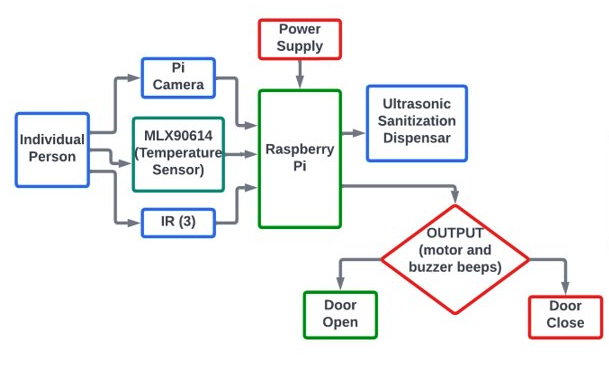 Power
Supply
Pi
Camera
Individual
Person
MLX90614
(Temperature
Sensor)
IR (3)
Raspberry
Pi
Ultrasonic
Sanitization
Dispensar
OUTPUT
(motor and
buzzer beeps)
Door
Open
Door
Close